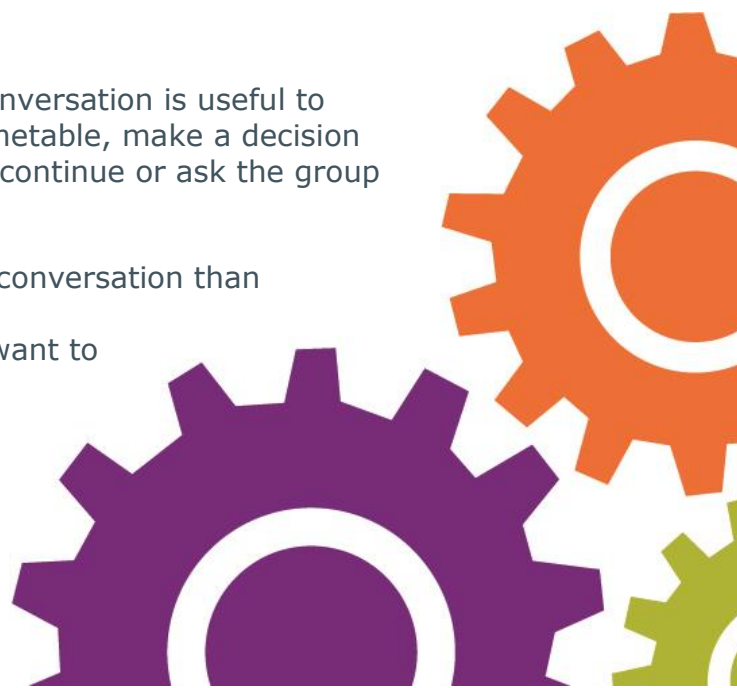 nversation is useful to
netable, make a decision
continue or ask the group
conversation than
want to